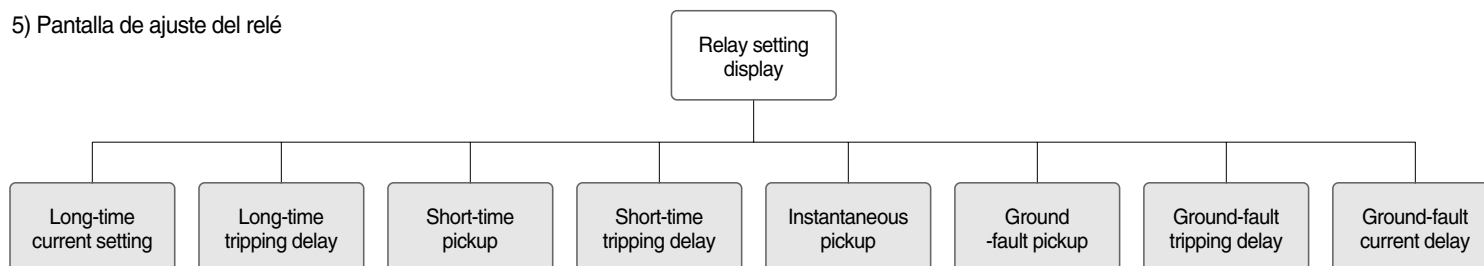 5) Pantalla de ajuste del relé
Relay setting
display
Long-time
current setting
Long-time
tripping delay
Short-time
pickup
Short-time
tripping delay
Instantaneous
pickup
Ground
-fault pickup
Ground-fault
tripping delay
Ground-fault
current delay